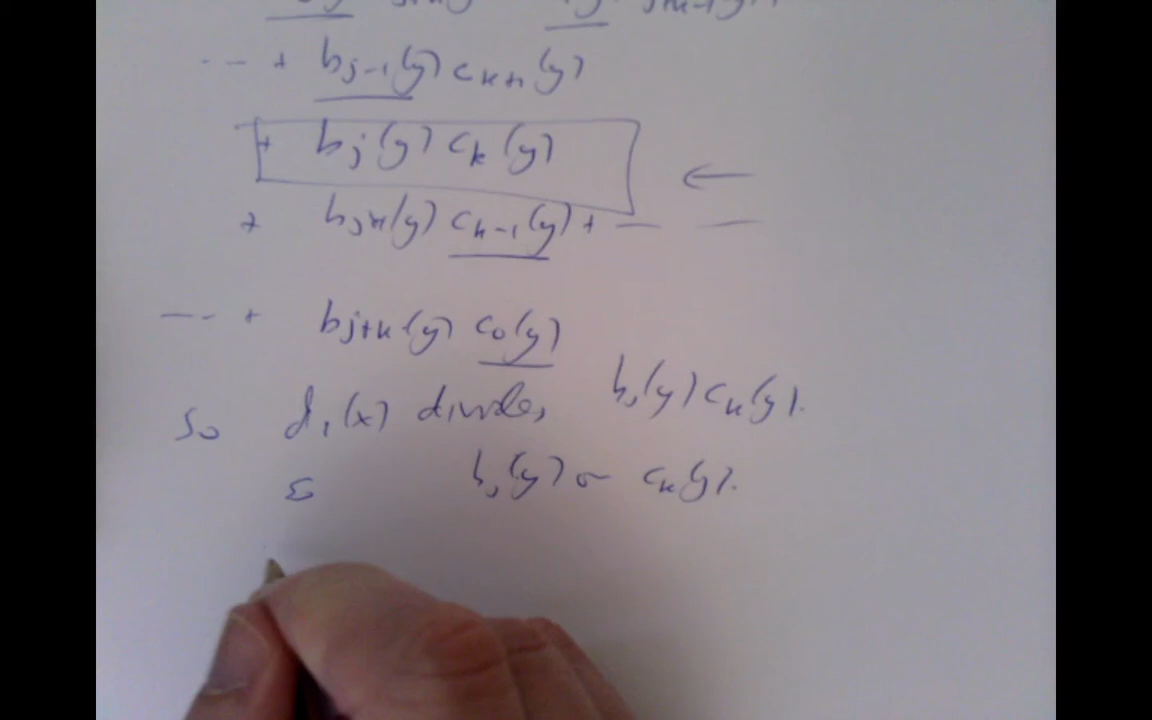 --- + b_{j-1}(y) c_{k+1}(y)
+ b_j(y) c_k(y) ←
+ b_{j+1}(y) c_{k-1}(y) + — —
--- + b_{j+k}(y) c_0(y)
So d_1(x) divides b_j(y) c_k(y).
so b_j(y) or c_k(y).